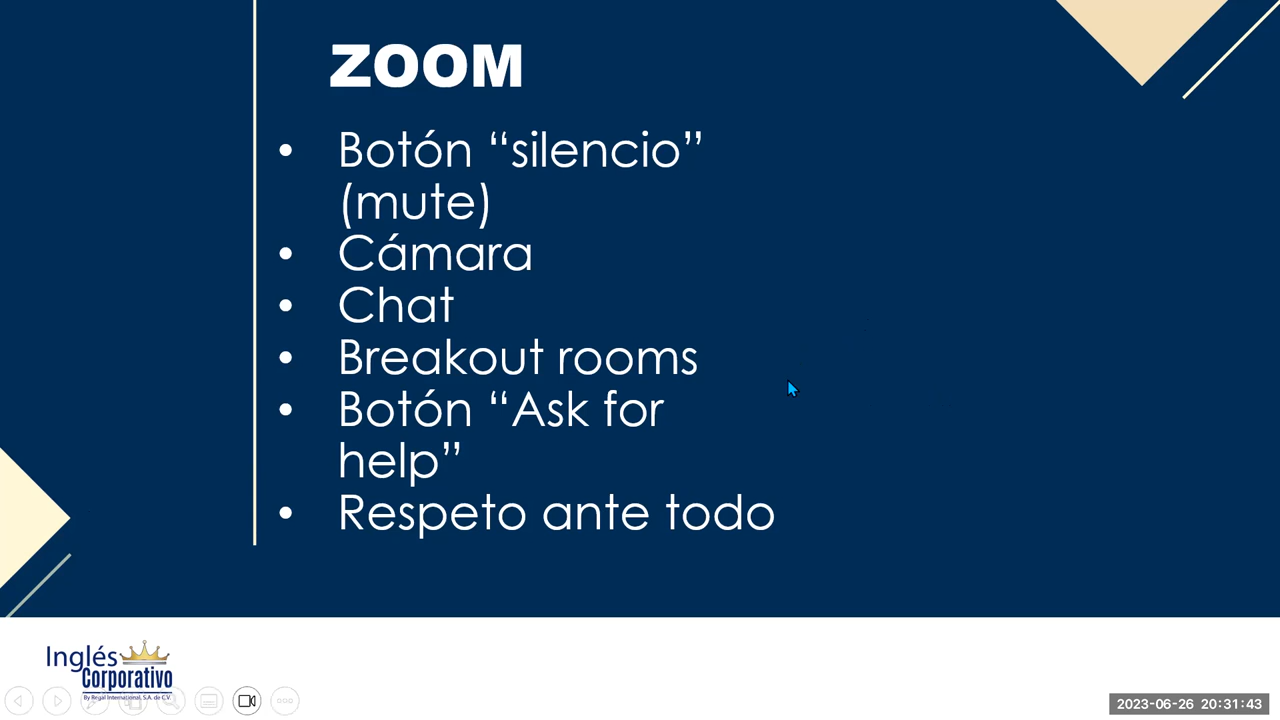 ZOOM
• Botón “silencio”
(mute)
• Cámara
• Chat
• Breakout rooms
• Botón “Ask for
help”
• Respeto ante todo
Inglés
Corporativo
By Regal International, S.A. de C.V.
2023-06-26 20:31:43